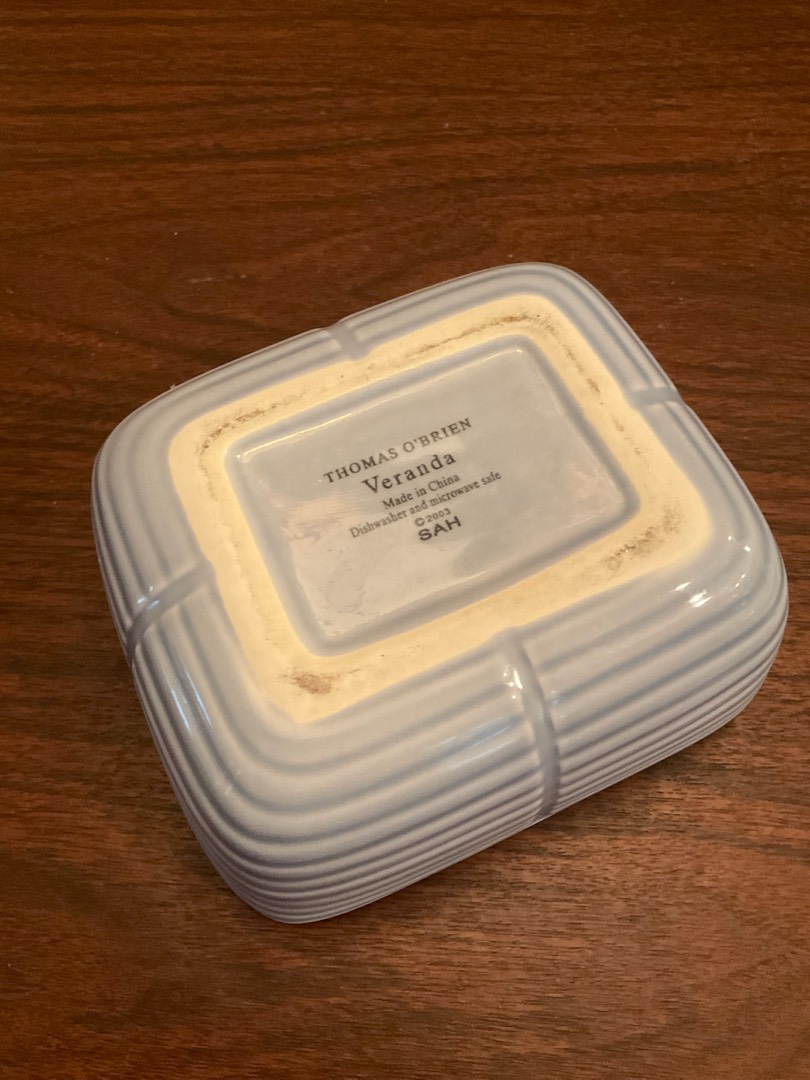 THOMAS O'BRIEN
Veranda
Made in China
Dishwasher and microwave safe
©2003
SAH